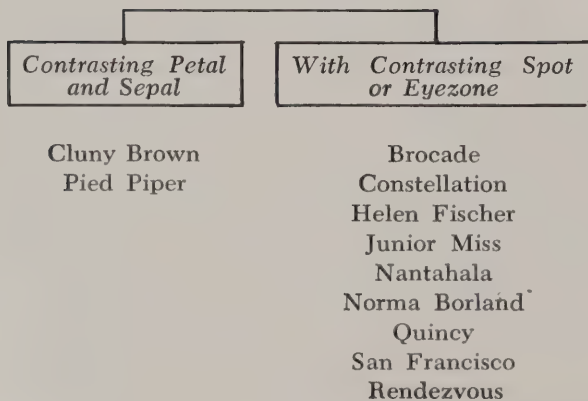 Contrasting Petal
and Sepal
With Contrasting Spot
or Eyezone
Cluny Brown
Pied Piper
Brocade
Constellation
Helen Fischer
Junior Miss
Nantahala
Norma Borland
Quincy
San Francisco
Rendezvous